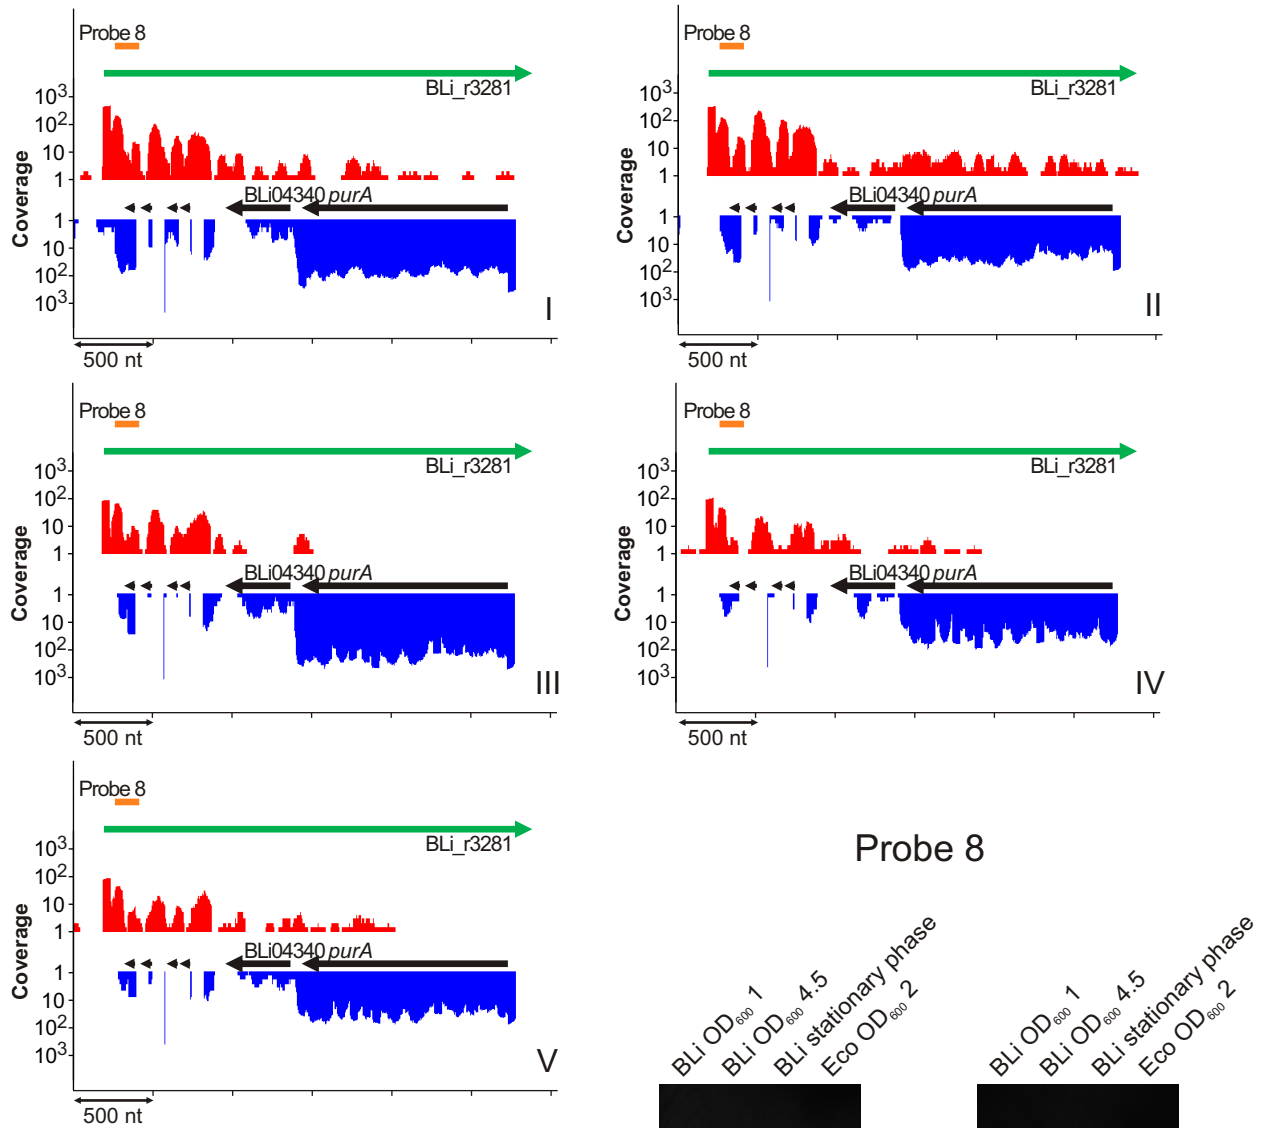 Probe 8
BLi_r3281
10³
10²
10
1
BLi04340 purA
1
10
10²
10³
Coverage
I
500 nt
Probe 8
BLi_r3281
10³
10²
10
1
BLi04340 purA
1
10
10²
10³
Coverage
II
500 nt
Probe 8
BLi_r3281
10³
10²
10
1
BLi04340 purA
1
10
10²
10³
Coverage
III
500 nt
Probe 8
BLi_r3281
10³
10²
10
1
BLi04340 purA
1
10
10²
10³
Coverage
IV
500 nt
Probe 8
BLi_r3281
10³
10²
10
1
BLi04340 purA
1
10
10²
10³
Coverage
V
500 nt
Probe 8
BLi OD₆₀₀ 1
BLi OD₆₀₀ 4.5
BLi stationary phase
Eco OD₆₀₀ 2
BLi OD₆₀₀ 1
BLi OD₆₀₀ 4.5
BLi stationary phase
Eco OD₆₀₀ 2